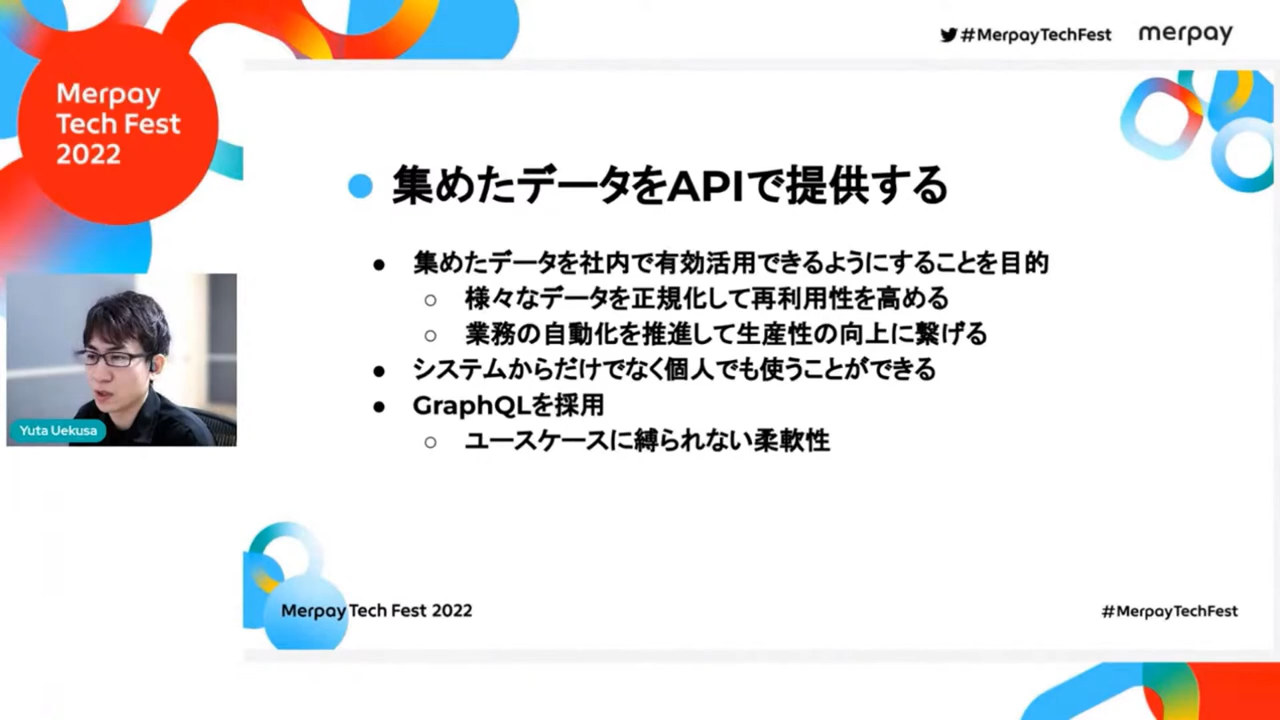 #MerpayTechFest
merpay
Merpay
Tech Fest
2022
集めたデータをAPIで提供する
● 集めたデータを社内で有効活用できるようにすることを目的
○ 様々なデータを正規化して再利用性を高める
○ 業務の自動化を推進して生産性の向上に繋げる
● システムからだけでなく個人でも使うことができる
● GraphQLを採用
○ ユースケースに縛られない柔軟性
Yuta Uekusa
Merpay Tech Fest 2022
#MerpayTechFest